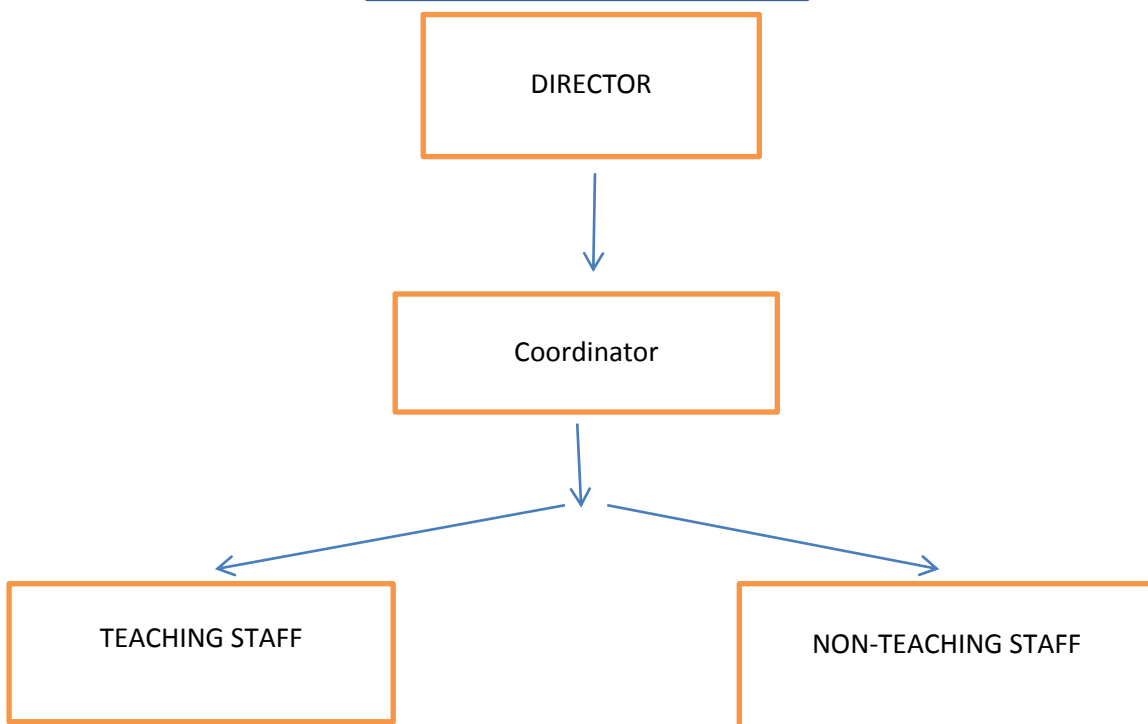 DIRECTOR
Coordinator
TEACHING STAFF
NON-TEACHING STAFF